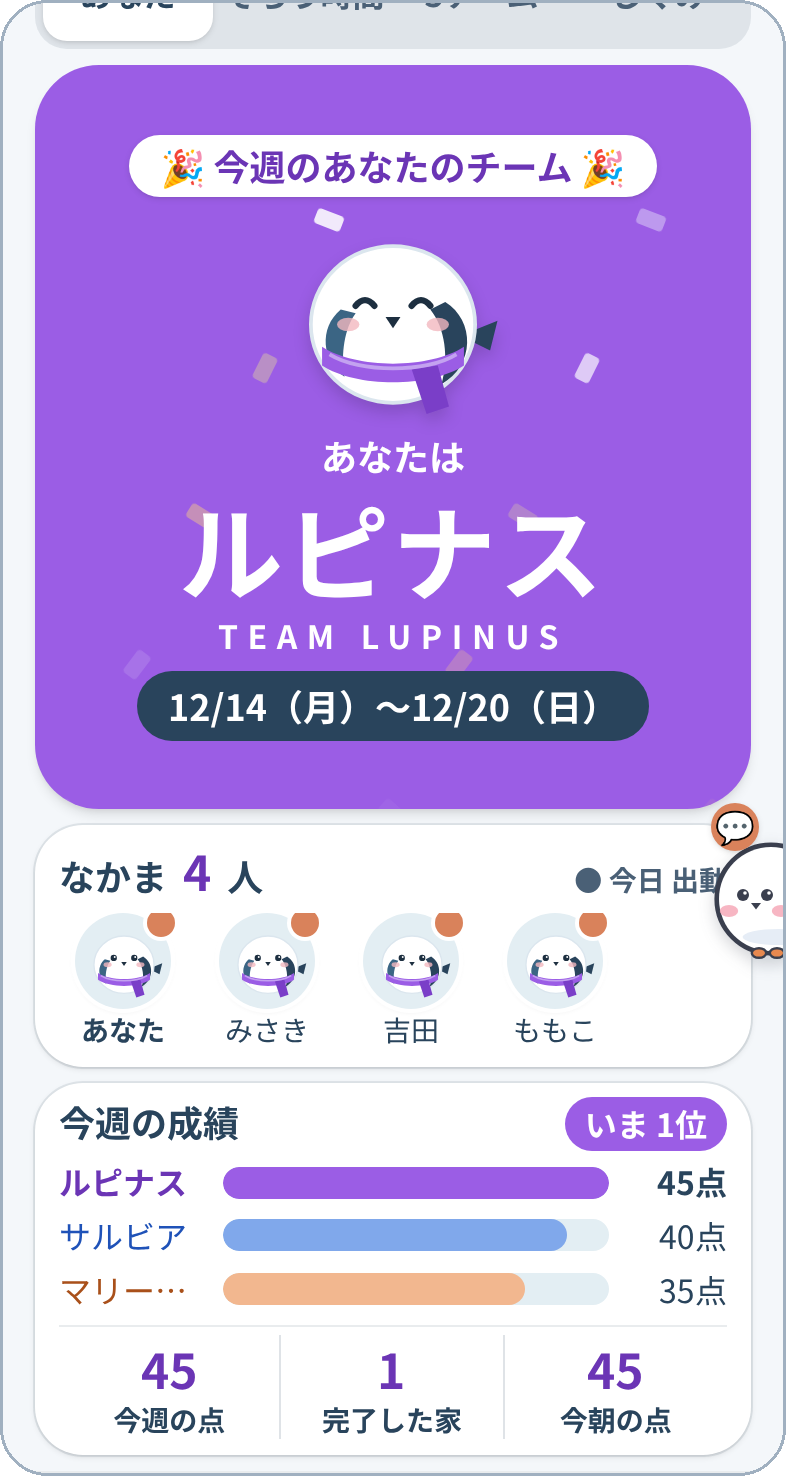 🎉 今週のあなたのチーム 🎉
あなたは
ルピナス
TEAM LUPINUS
12/14（月）〜12/20（日）
なかま 4 人
● 今日 出動
あなた
みさき
吉田
ももこ
今週の成績
いま 1位
ルピナス 45点
サルビア 40点
マリー… 35点
45
今週の点
1
完了した家
45
今朝の点